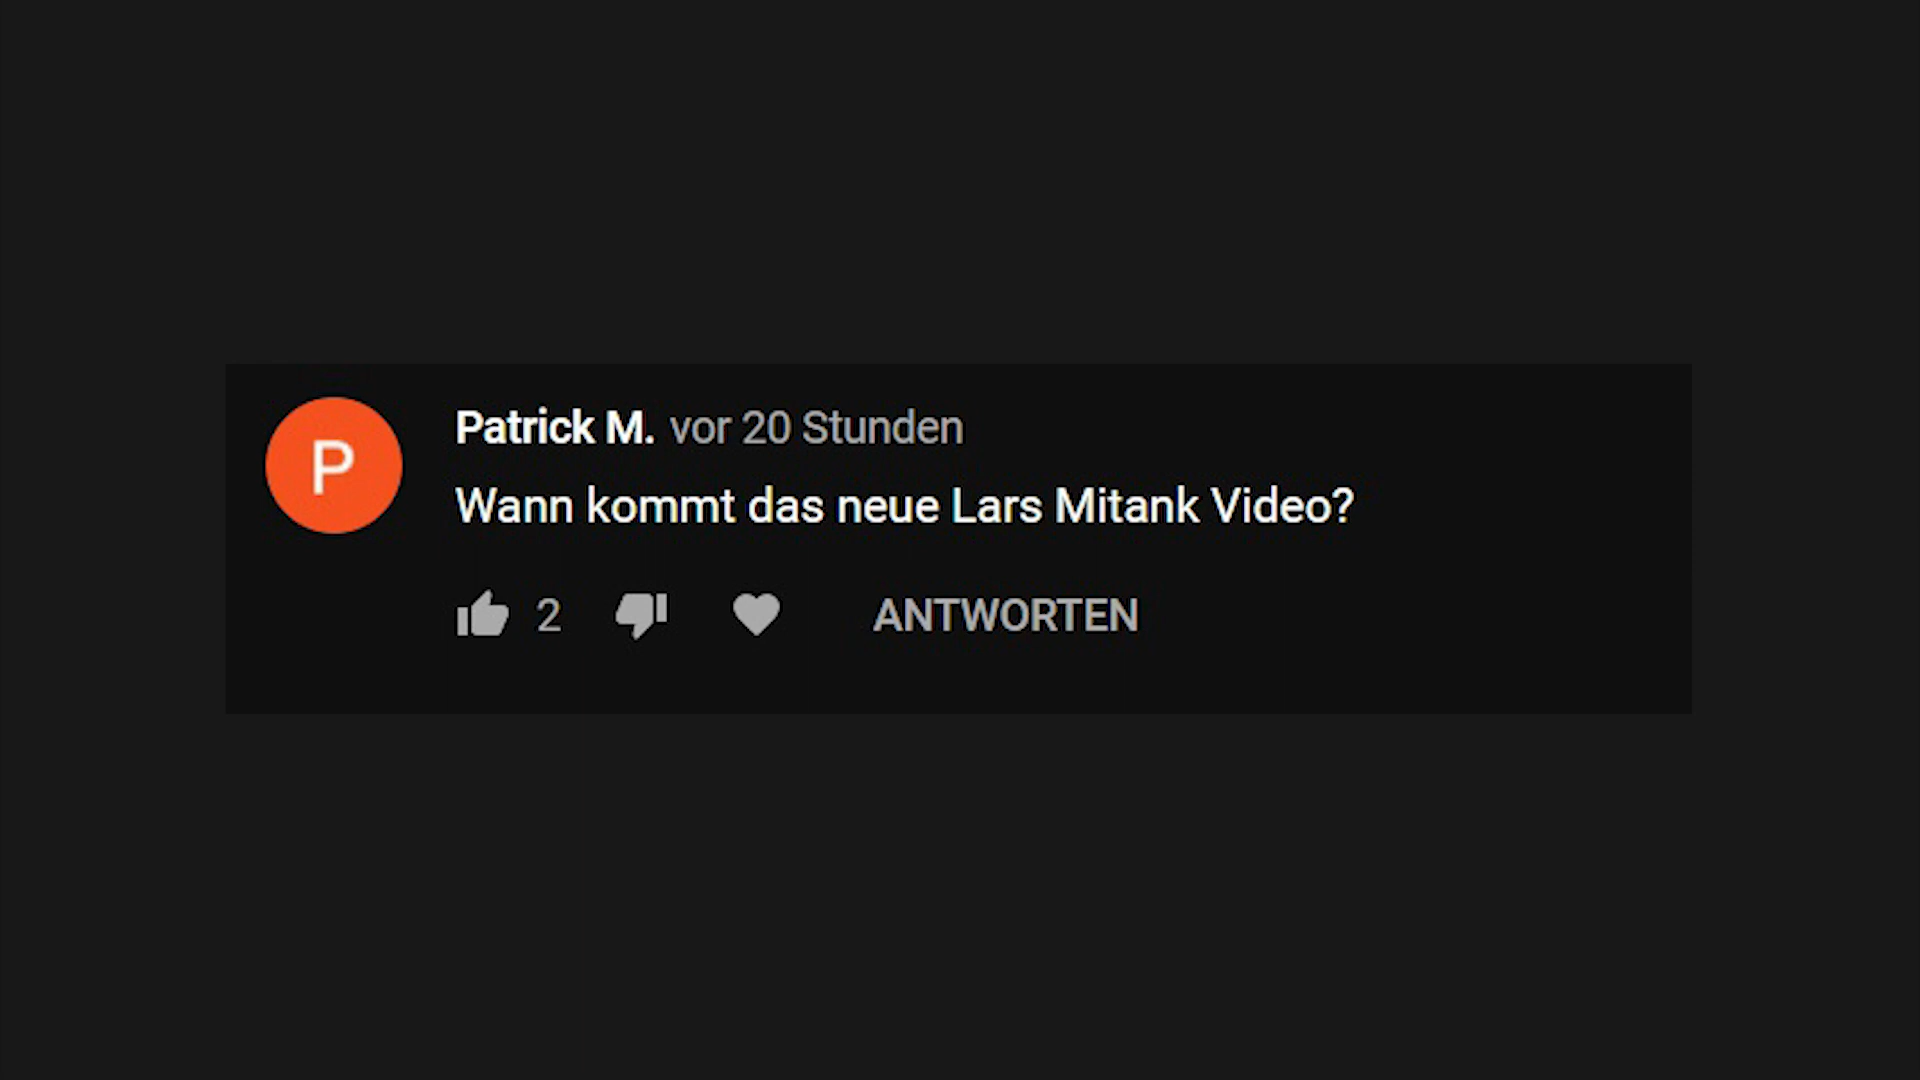 P
Patrick M. vor 20 Stunden
Wann kommt das neue Lars Mitank Video?
2 ANTWORTEN